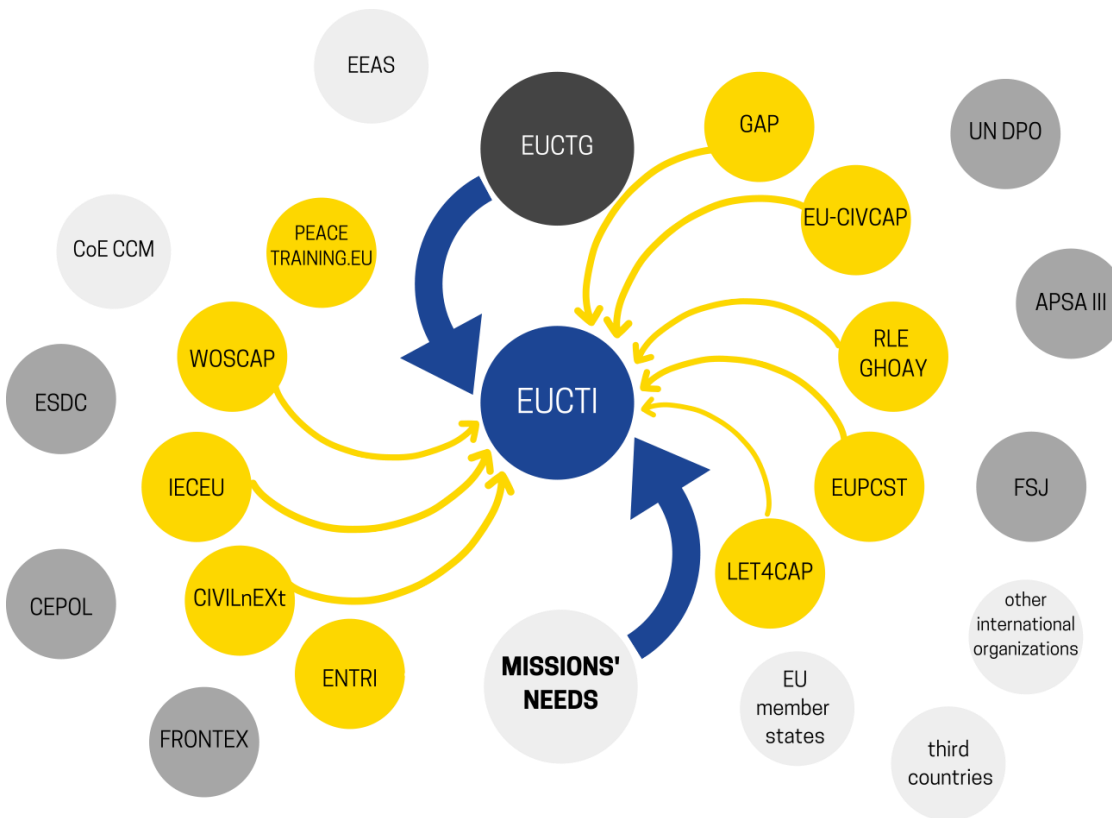 EEAS
EUCTG
GAP
UN DPO
EU-CIVCAP
CoE CCM
PEACE
TRAINING.EU
APSA III
WOSCAP
RLE
GHOAY
ESDC
EUCTI
IECEU
EUPCST
FSJ
CEPOL
CIVILnEXt
LET4CAP
other
international
organizations
ENTRI
MISSIONS'
NEEDS
EU
member
states
FRONTEX
third
countries